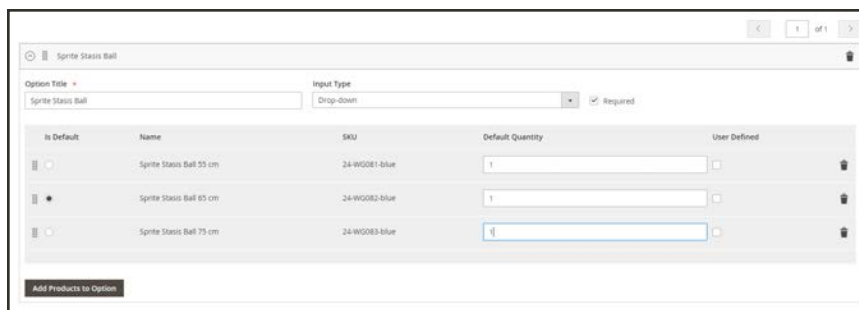 1 of 1
Sprite Stasis Ball
Option Title *
Input Type
Sprite Stasis Ball
Drop-down
Required
Is Default Name SKU Default Quantity User Defined
Sprite Stasis Ball 55 cm 24-WG081-blue 1
Sprite Stasis Ball 65 cm 24-WG082-blue 1
Sprite Stasis Ball 75 cm 24-WG083-blue 1
Add Products to Option